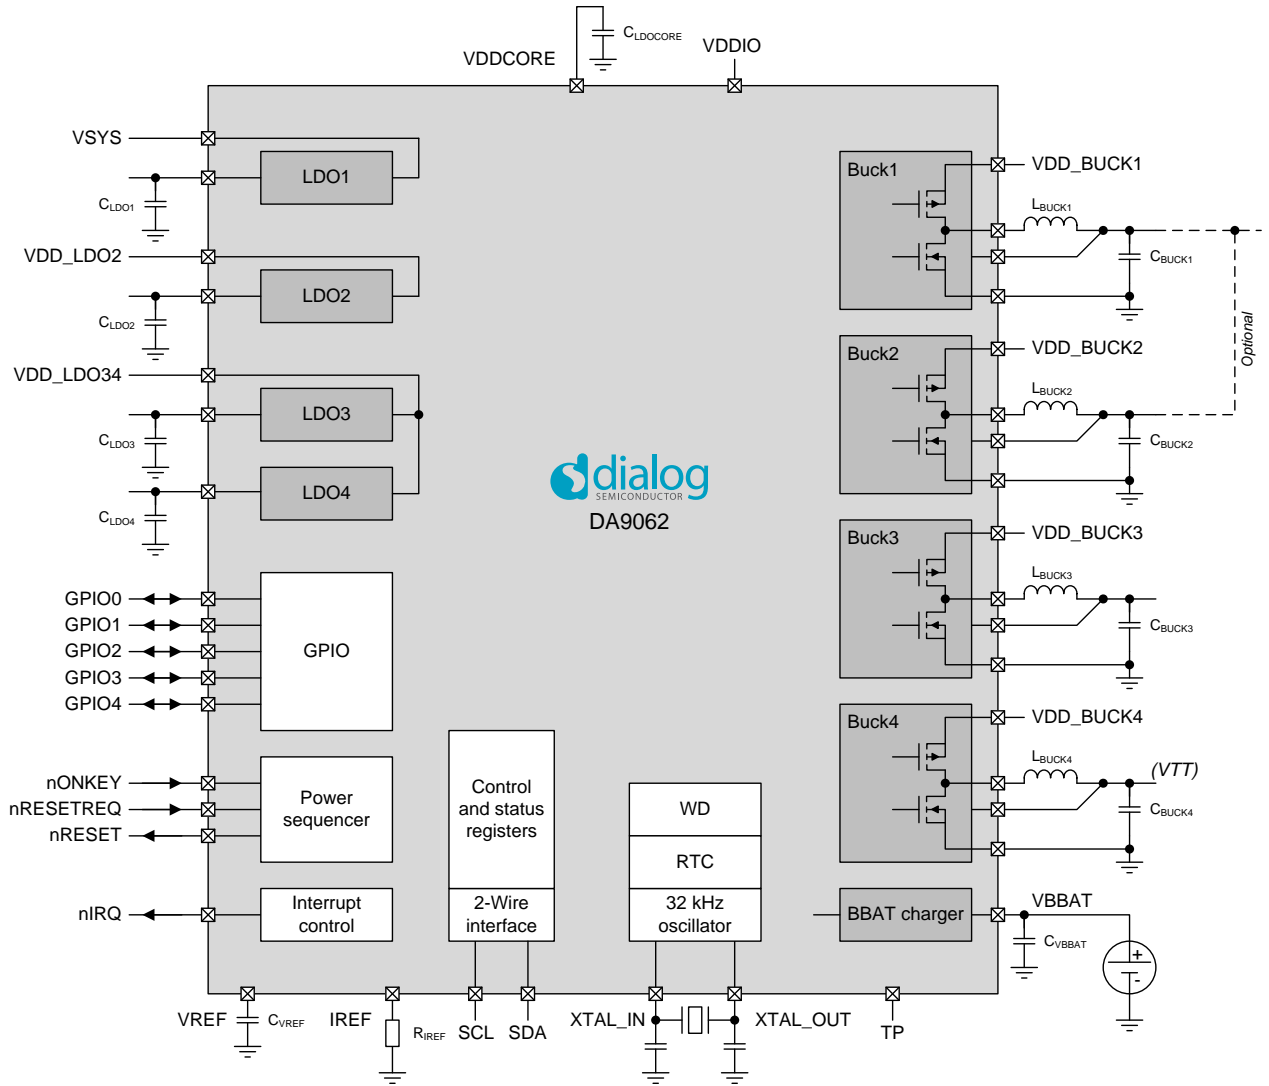 VDDCORE
CLDOCORE
VDDIO
VSYS
LDO1
CLDO1
VDD_LDO2
LDO2
CLDO2
VDD_LDO34
LDO3
CLDO3
LDO4
CLDO4
GPIO0
GPIO1
GPIO2
GPIO3
GPIO4
GPIO
nONKEY
nRESETREQ
nRESET
Power
sequencer
nIRQ
Interrupt
control
Control
and status
registers
2-Wire
interface
WD
RTC
32 kHz
oscillator
dialog
SEMICONDUCTOR
DA9062
Buck1
VDD_BUCK1
LBUCK1
CBUCK1
Optional
Buck2
VDD_BUCK2
LBUCK2
CBUCK2
Buck3
VDD_BUCK3
LBUCK3
CBUCK3
Buck4
VDD_BUCK4
LBUCK4
(VTT)
CBUCK4
BBAT charger
VBBAT
CVBBAT
+
-
VREF
CVREF
IREF
RIREF
SCL
SDA
XTAL_IN
XTAL_OUT
TP